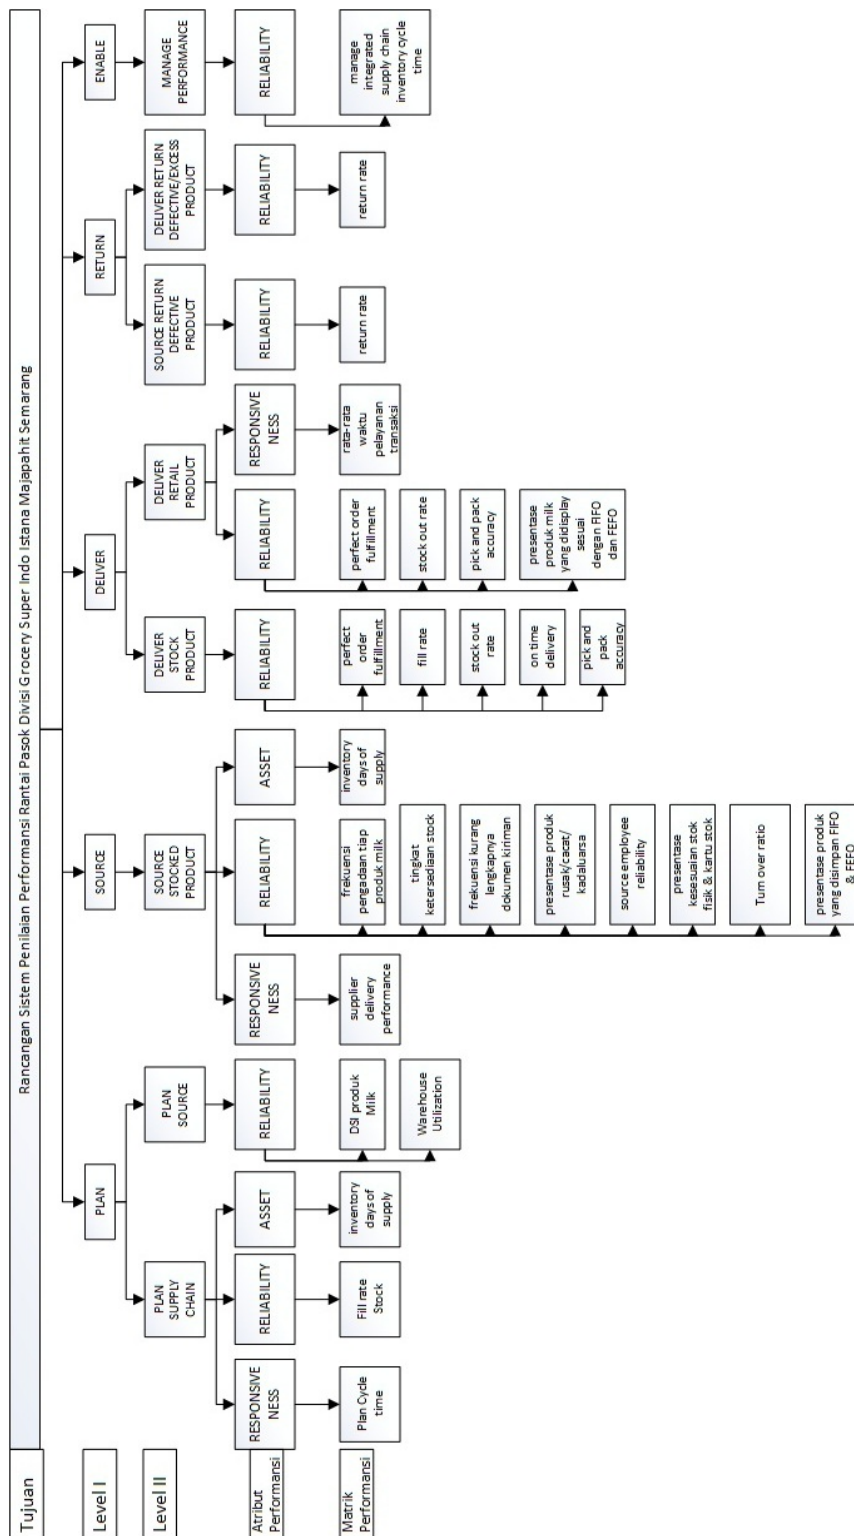 Tujuan
Rancangan Sistem Penilaian Performansi Rantai Pasok Divisi Grocery Super Indo Istana Majapahit Semarang
Level I
PLAN
SOURCE
DELIVER
RETURN
ENABLE
Level II
PLAN
SUPPLY
CHAIN
PLAN
SOURCE
SOURCE
STOCKED
PRODUCT
DELIVER
STOCK
PRODUCT
DELIVER
RETAIL
PRODUCT
SOURCE RETURN
DEFECTIVE
PRODUCT
DELIVER RETURN
DEFECTIVE/EXCESS
PRODUCT
MANAGE
PERFORMANCE
Atribut
Performansi
RESPONSIVE
NESS
RELIABILITY
ASSET
RELIABILITY
RESPONSIVE
NESS
RELIABILITY
ASSET
RELIABILITY
RELIABILITY
RESPONSIVE
NESS
RELIABILITY
RELIABILITY
RELIABILITY
Matrik
Performansi
Plan Cycle
time
Fill rate
Stock
inventory
days of
supply
DSI produk
Milk
Warehouse
Utilization
supplier
delivery
performance
frekuensi
pengadaan tiap
produk milk
tingkat
ketersediaan stock
frekuensi kurang
lengkapnya
dokumen kiriman
presentase produk
rusak/cacat/
kadaluarsa
source employee
reliability
presentase
kesesuaian stok
fisik & kartu stok
Turn over ratio
presentase produk
yang disimpan FIFO
& FEFO
inventory
days of
supply
perfect
order
fulfillment
fill rate
stock out
rate
on time
delivery
pick and
pack
accuracy
perfect order
fulfillment
stock out rate
pick and pack
accuracy
presentase
produk milk
yang didisplay
sesuai
dengan FIFO
dan FEFO
rata-rata
waktu
pelayanan
transaksi
return rate
return rate
manage
integrated
supply chain
inventory cycle
time